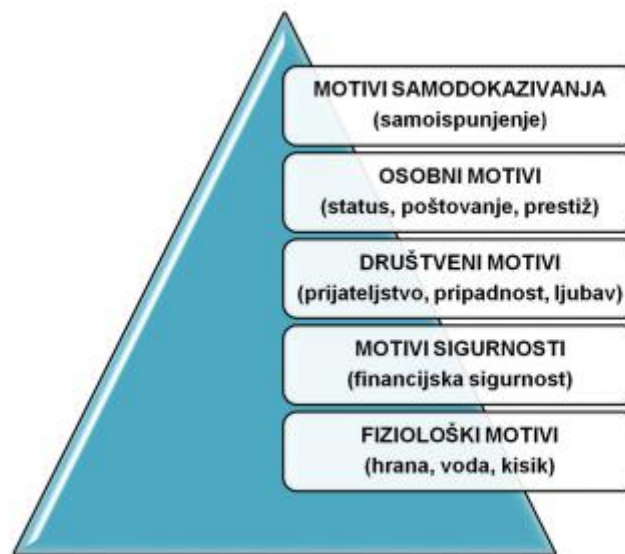 MOTIVI SAMODOKAZIVANJA
(samoispunjenje)
OSOBNI MOTIVI
(status, poštovanje, prestiž)
DRUŠTVENI MOTIVI
(prijateljstvo, pripadnost, ljubav)
MOTIVI SIGURNOSTI
(financijska sigurnost)
FIZIOLOŠKI MOTIVI
(hrana, voda, kisik)